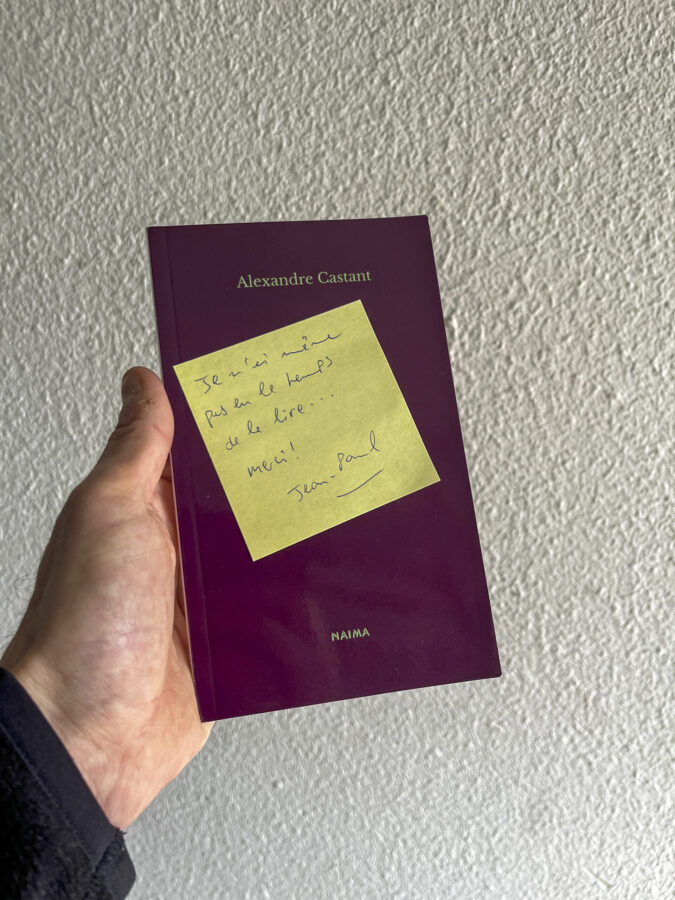 Alexandre Castant
Je n'ai même
pas eu le temps
de le lire...
merci!
Jean-Paul
NAIMA